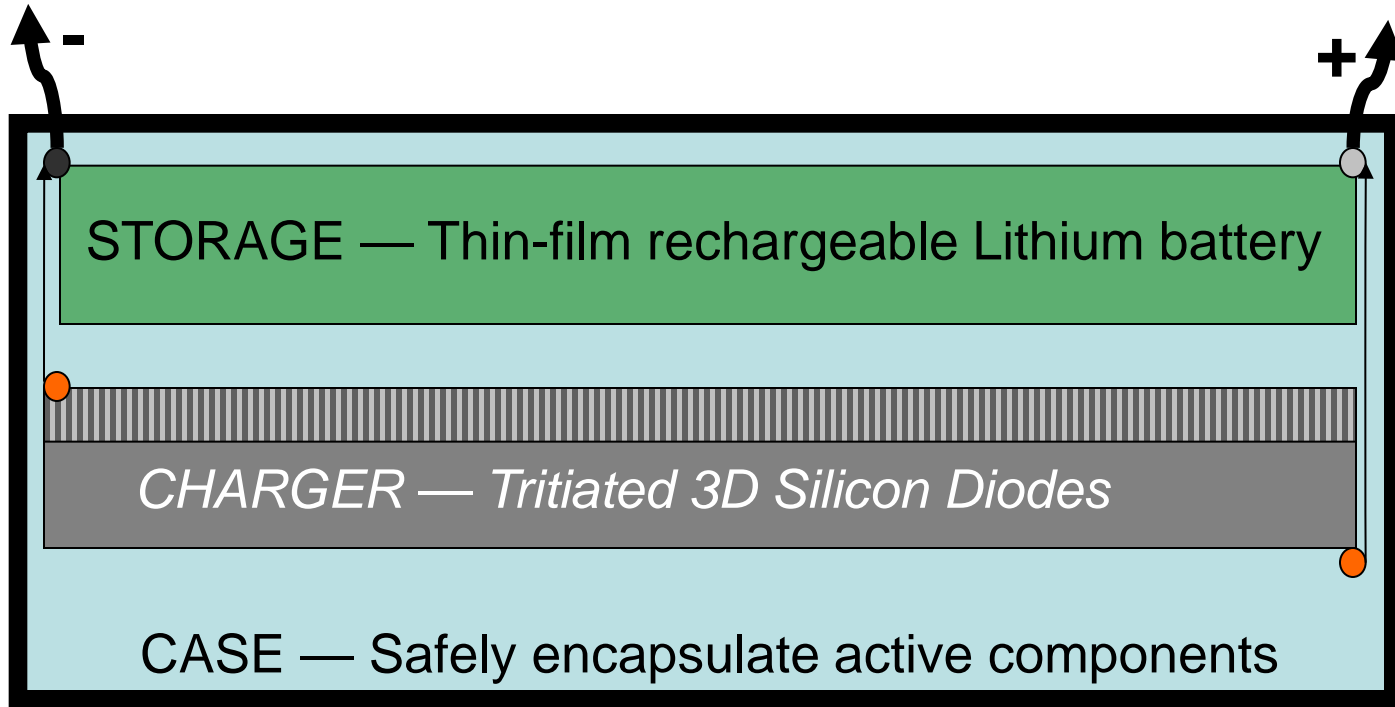 - +
STORAGE — Thin-film rechargeable Lithium battery
CHARGER — Tritiated 3D Silicon Diodes
CASE — Safely encapsulate active components